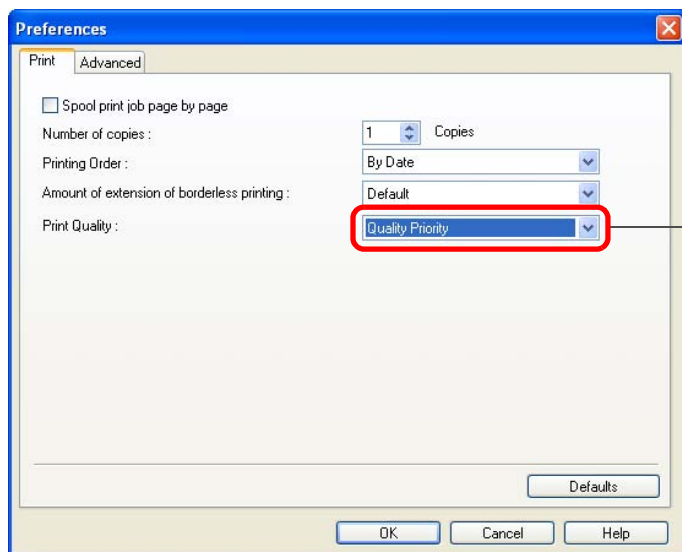 Preferences
Print Advanced
Spool print job page by page
Number of copies : 1 Copies
Printing Order : By Date
Amount of extension of borderless printing : Default
Print Quality : Quality Priority
Defaults
OK Cancel Help